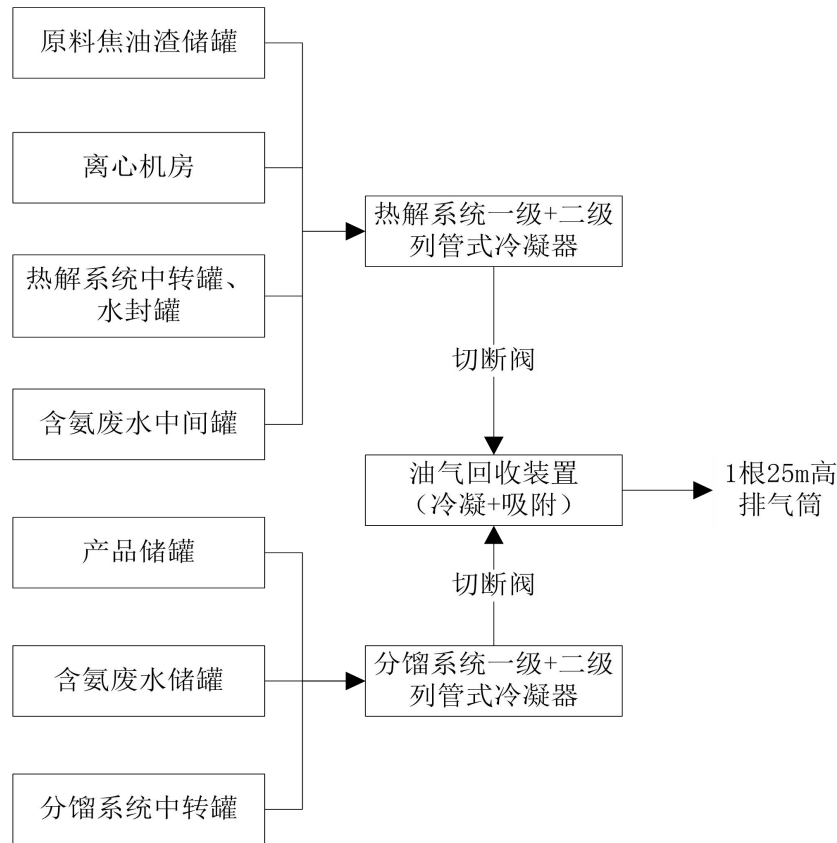 原料焦油渣储罐
离心机房
热解系统中转罐、
水封罐
含氨废水中间罐
热解系统一级+二级
列管式冷凝器
切断阀
油气回收装置
（冷凝+吸附）
1根25m高
排气筒
产品储罐
含氨废水储罐
分馏系统中转罐
切断阀
分馏系统一级+二级
列管式冷凝器